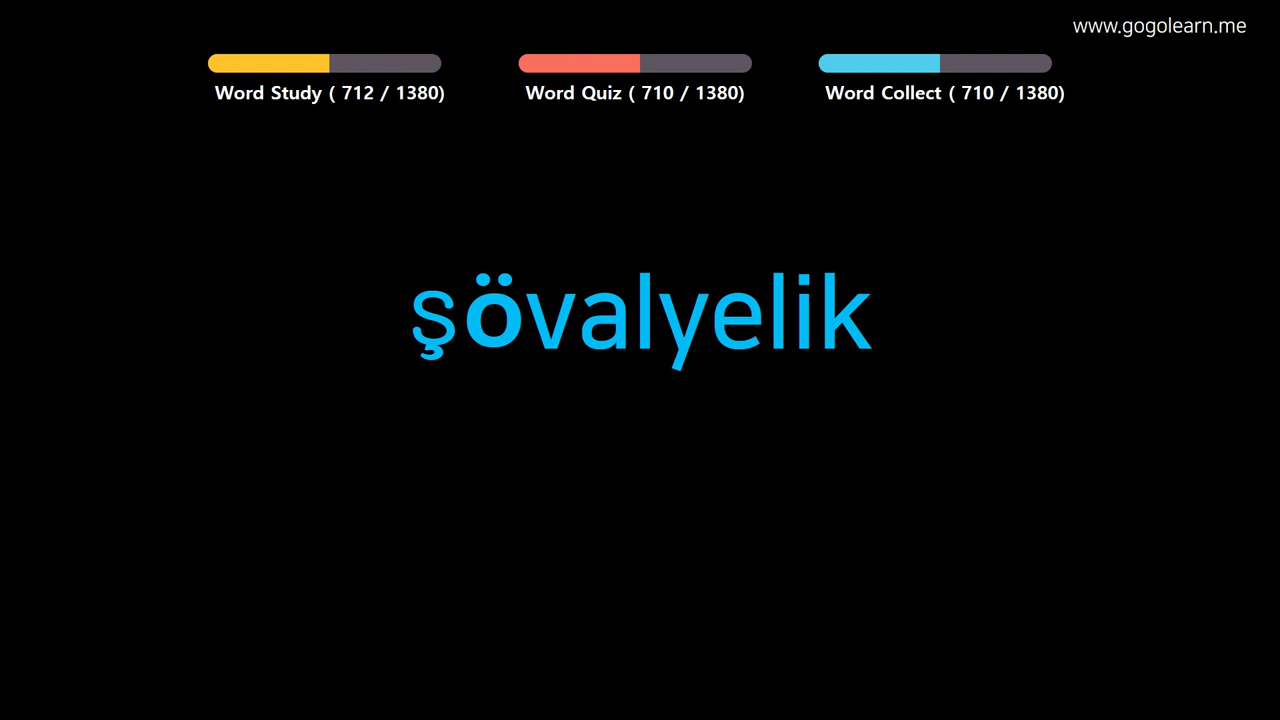 www.gogolearn.me
Word Study ( 712 / 1380)
Word Quiz ( 710 / 1380)
Word Collect ( 710 / 1380)
şövalyelik